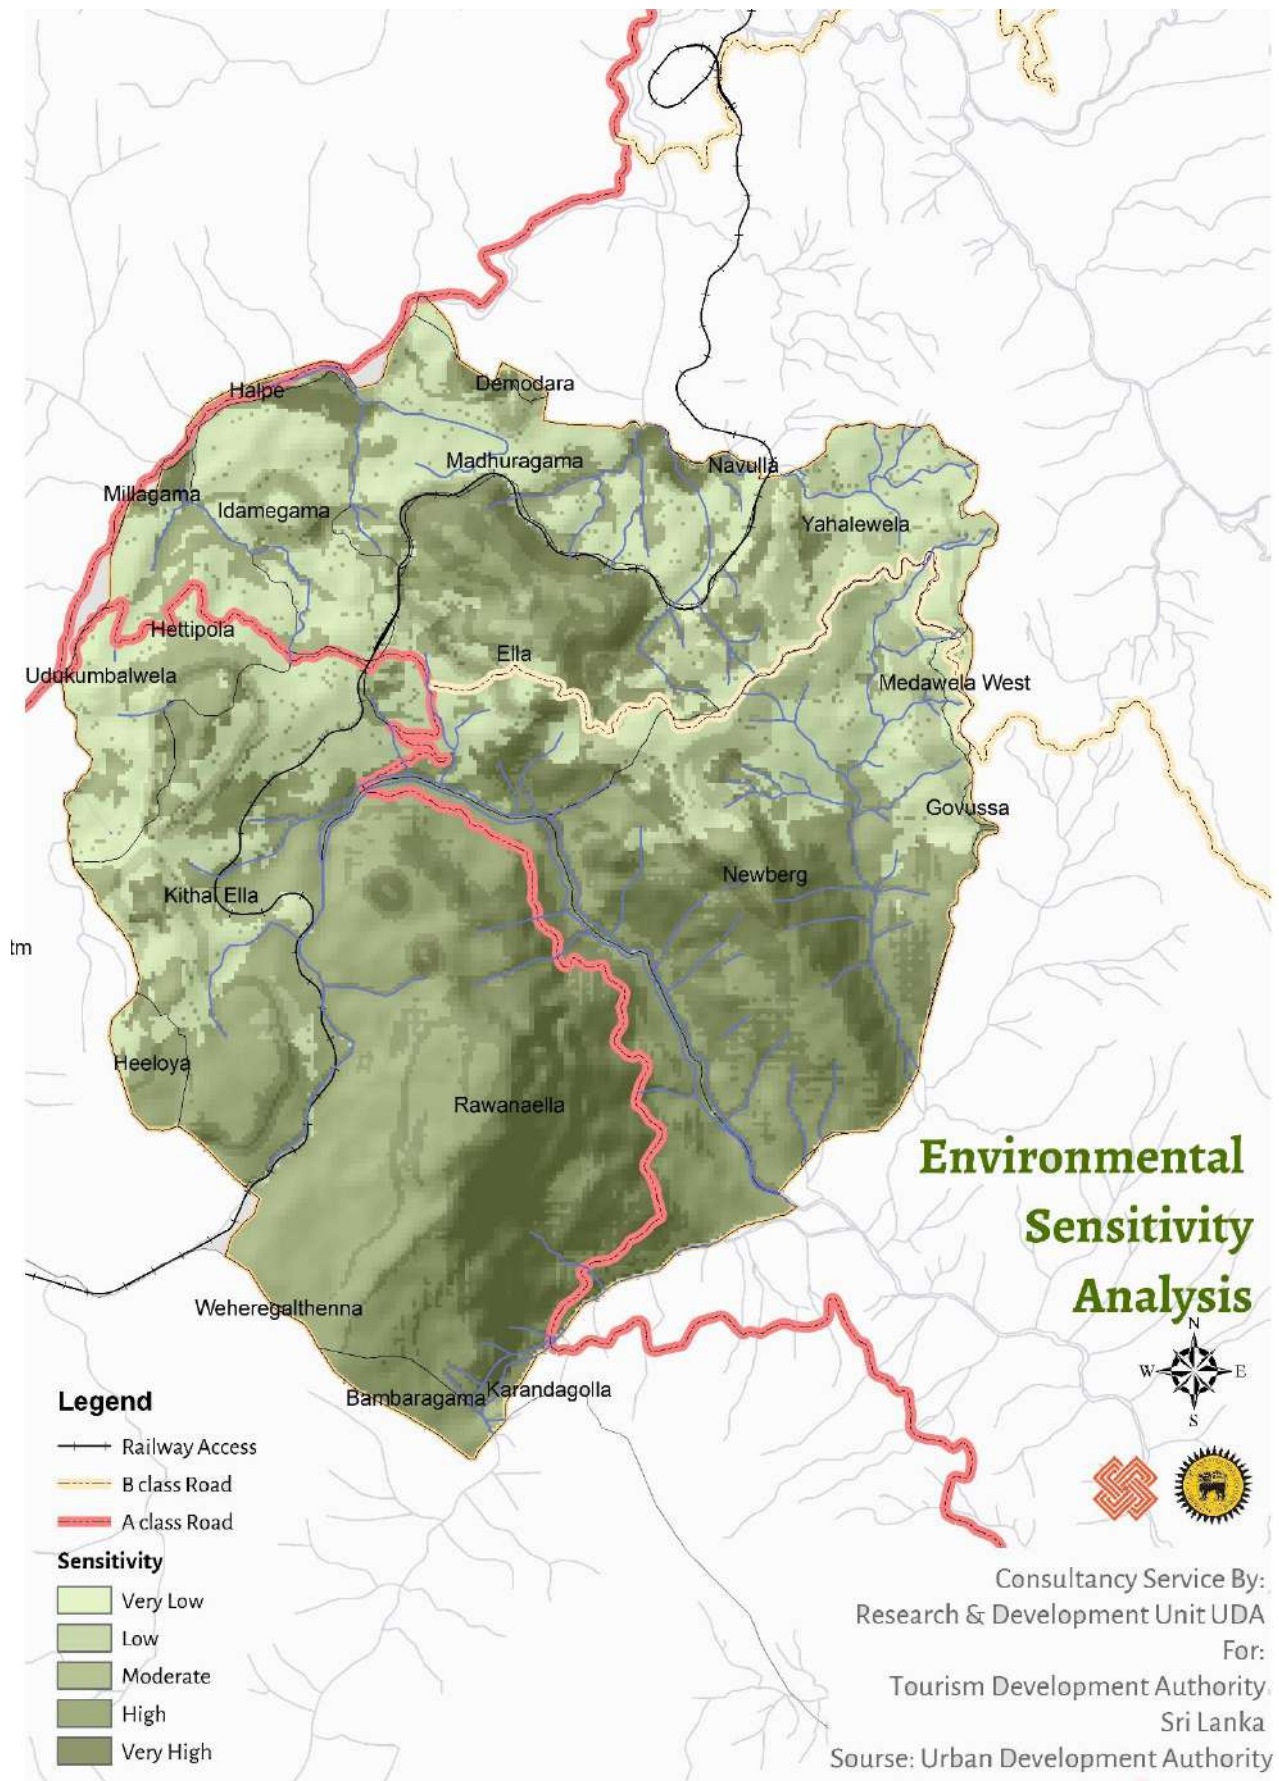 Halpe
Demodara
Madhuragama
Navulla
Millagama
Idamegama
Yahalewela
Hettipola
Ella
Udukumbalwela
Medawela West
Govussa
Newberg
Kithal Ella
tm
Heeloya
Rawanaella
Weheregalthenna
Bambaragama
Karandagolla
Environmental
Sensitivity
Analysis
N
W
E
S
Legend
Railway Access
B class Road
A class Road
Sensitivity
Very Low
Low
Moderate
High
Very High
Consultancy Service By:
Research & Development Unit UDA
For:
Tourism Development Authority
Sri Lanka
Sourse: Urban Development Authority